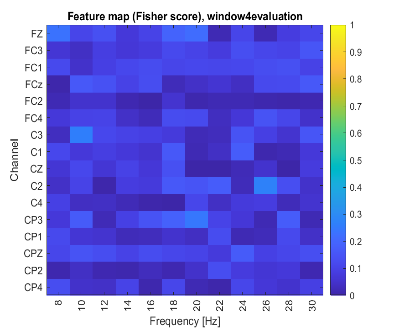 Feature map (Fisher score), window4evaluation
Channel
FZ
FC3
FC1
FCz
FC2
FC4
C3
C1
CZ
C2
C4
CP3
CP1
CPZ
CP2
CP4
8 10 12 14 16 18 20 22 24 26 28 30
Frequency [Hz]
1
0.9
0.8
0.7
0.6
0.5
0.4
0.3
0.2
0.1
0